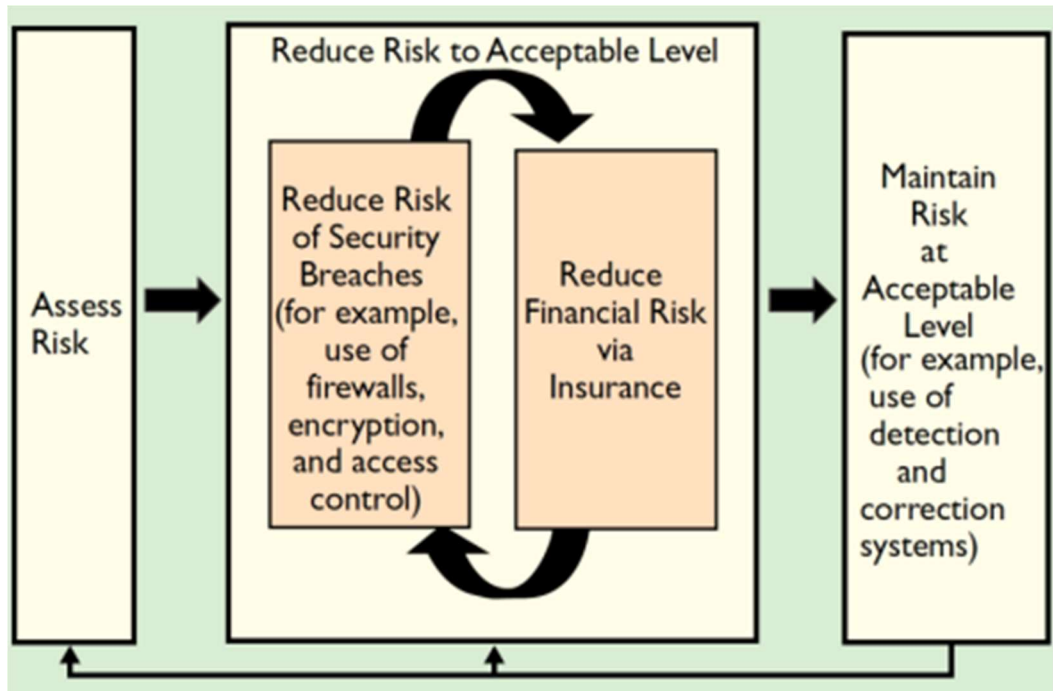 Assess
Risk
Reduce Risk to Acceptable Level
Reduce Risk
of Security
Breaches
(for example,
use of
firewalls,
encryption,
and access
control)
Reduce
Financial Risk
via
Insurance
Maintain
Risk
at
Acceptable
Level
(for example,
use of
detection
and
correction
systems)